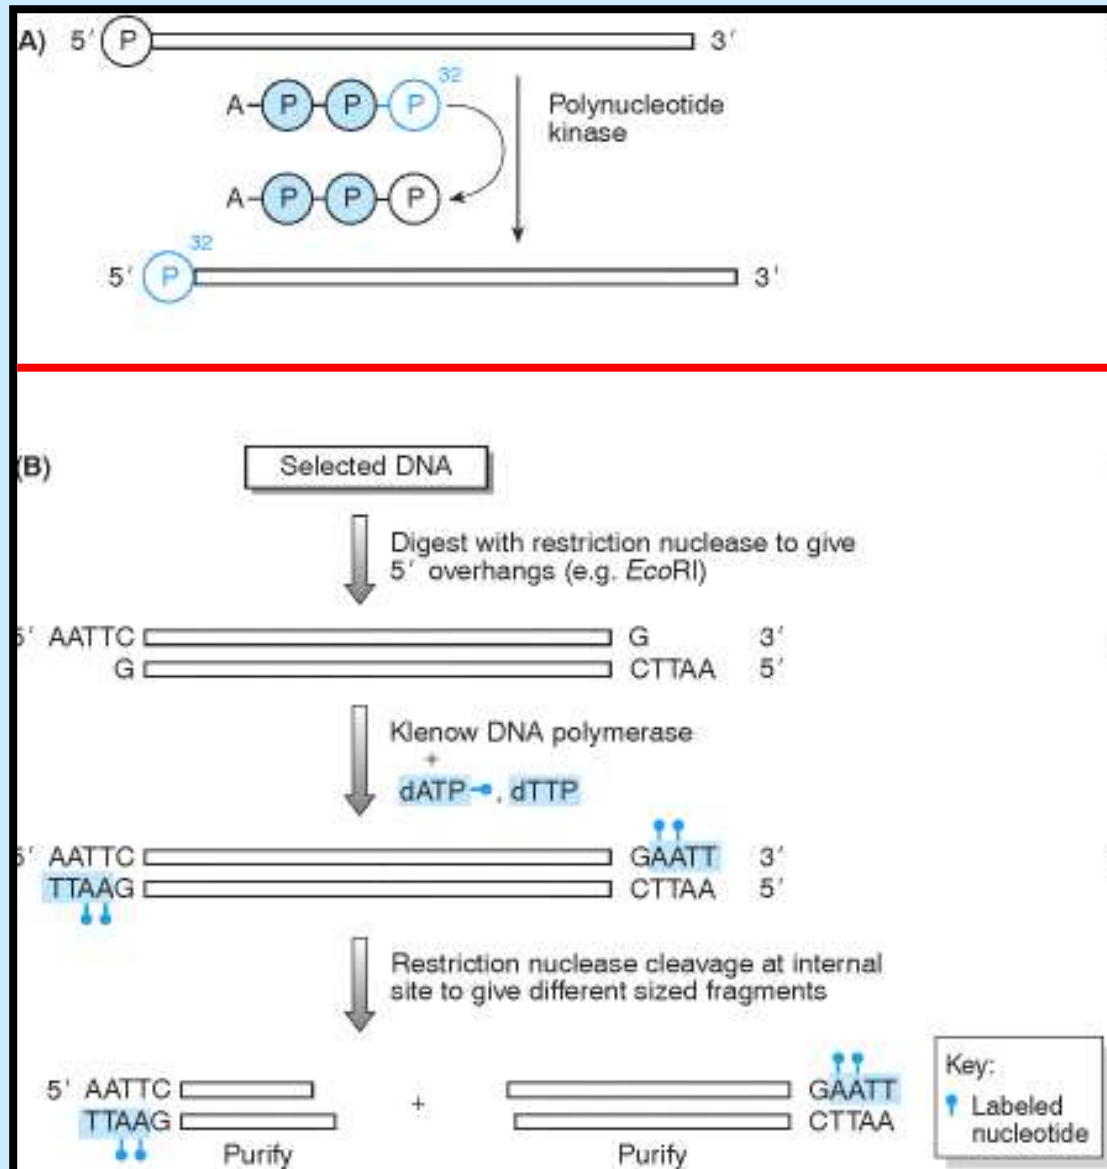 A) 5′ P 3′
32
A-P-P-P
Polynucleotide
kinase
A-P-P-P
32
5′ P 3′
(B)
Selected DNA
Digest with restriction nuclease to give
5′ overhangs (e.g. EcoRI)
5′ AATTC G 3′
G CTTAA 5′
Klenow DNA polymerase
+
dATP , dTTP
5′ AATTC GAATT 3′
TTAAG CTTAA 5′
Restriction nuclease cleavage at internal
site to give different sized fragments
5′ AATTC + GAATT
TTAAG CTTAA
Purify Purify
Key:
Labeled
nucleotide